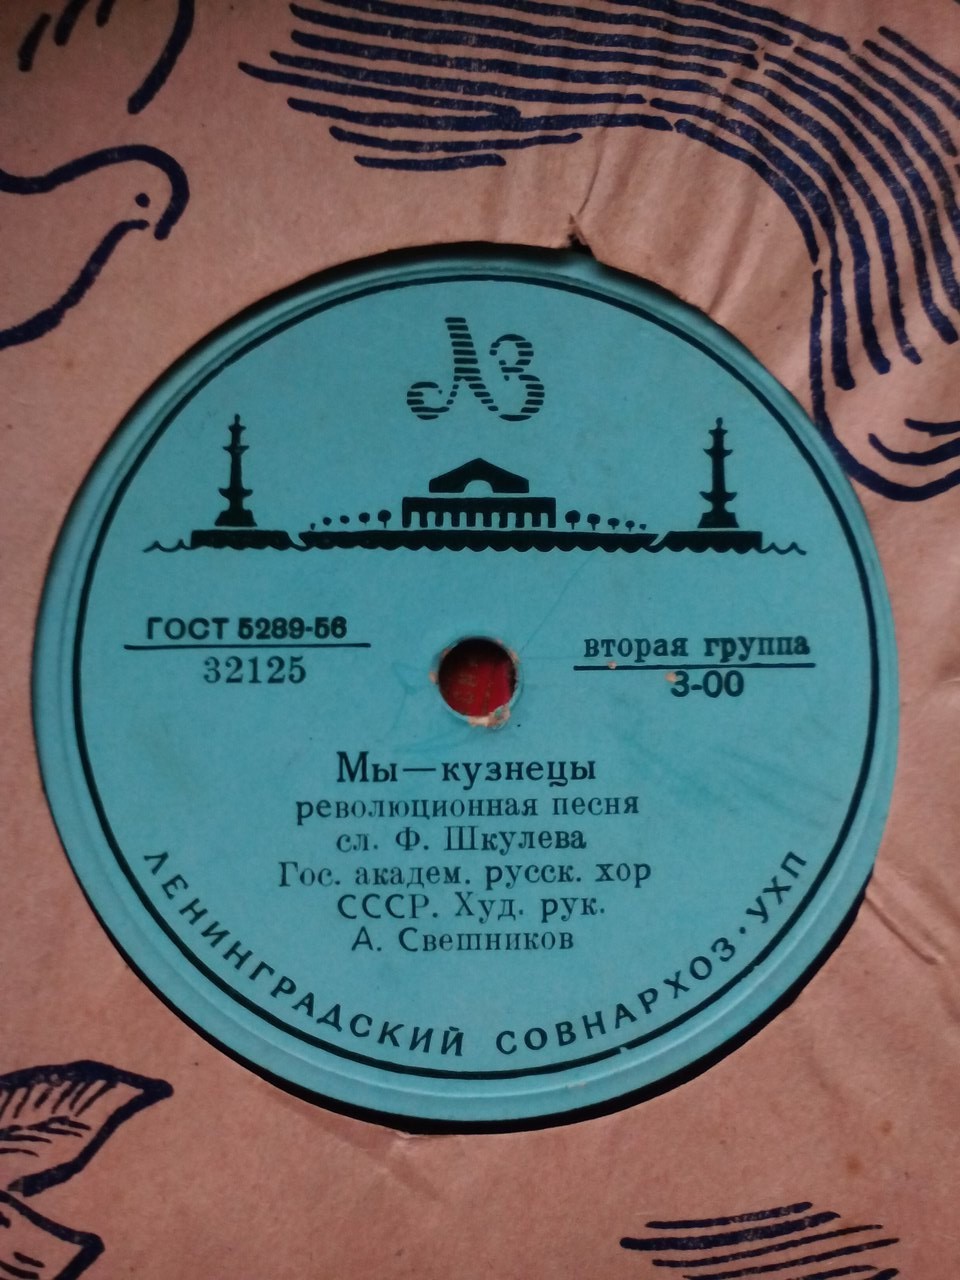 ЛЗ
ГОСТ 5289-56
32125
вторая группа
3-00
Мы — кузнецы
революционная песня
сл. Ф. Шкулева
Гос. академ. русск. хор
СССР. Худ. рук.
А. Свешников
ЛЕНИНГРАДСКИЙ СОВНАРХОЗ · УХП